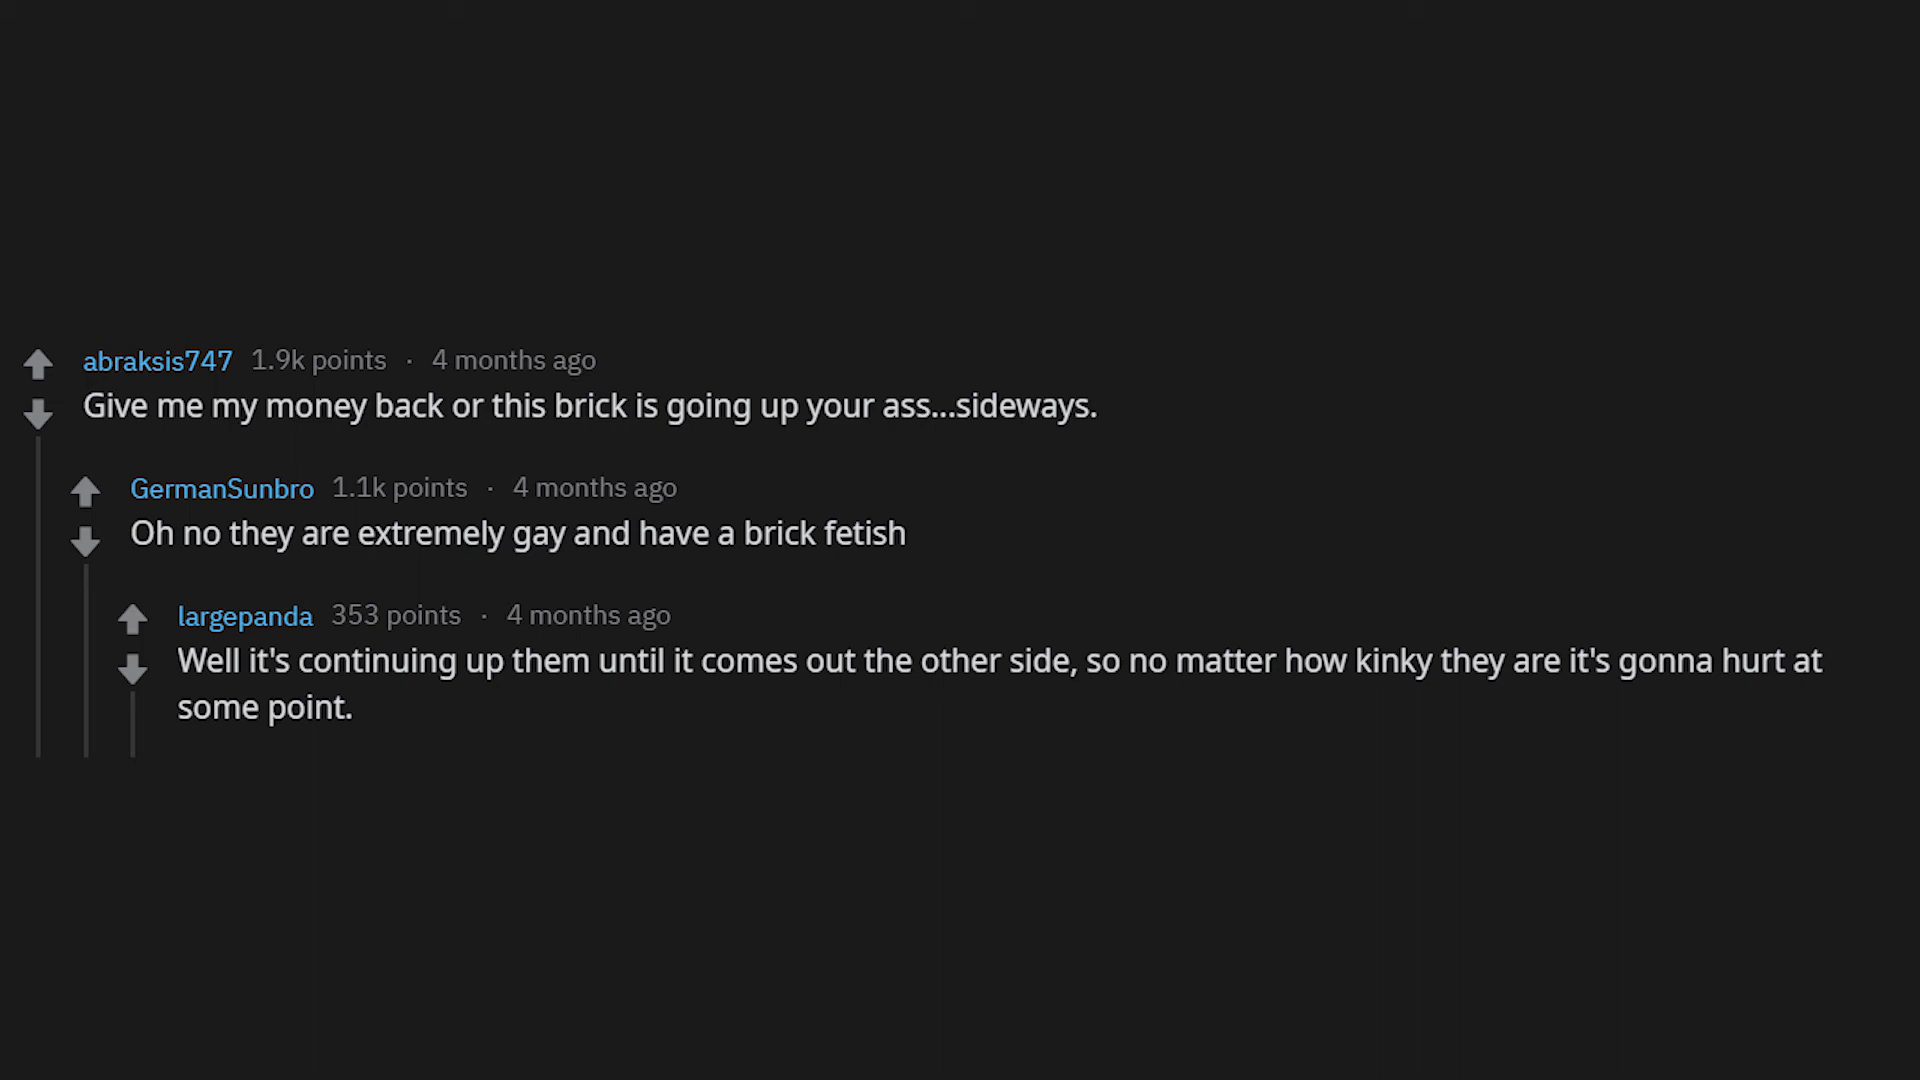 abraksis747 1.9k points · 4 months ago
Give me my money back or this brick is going up your ass...sideways.
GermanSunbro 1.1k points · 4 months ago
Oh no they are extremely gay and have a brick fetish
largepanda 353 points · 4 months ago
Well it's continuing up them until it comes out the other side, so no matter how kinky they are it's gonna hurt at
some point.